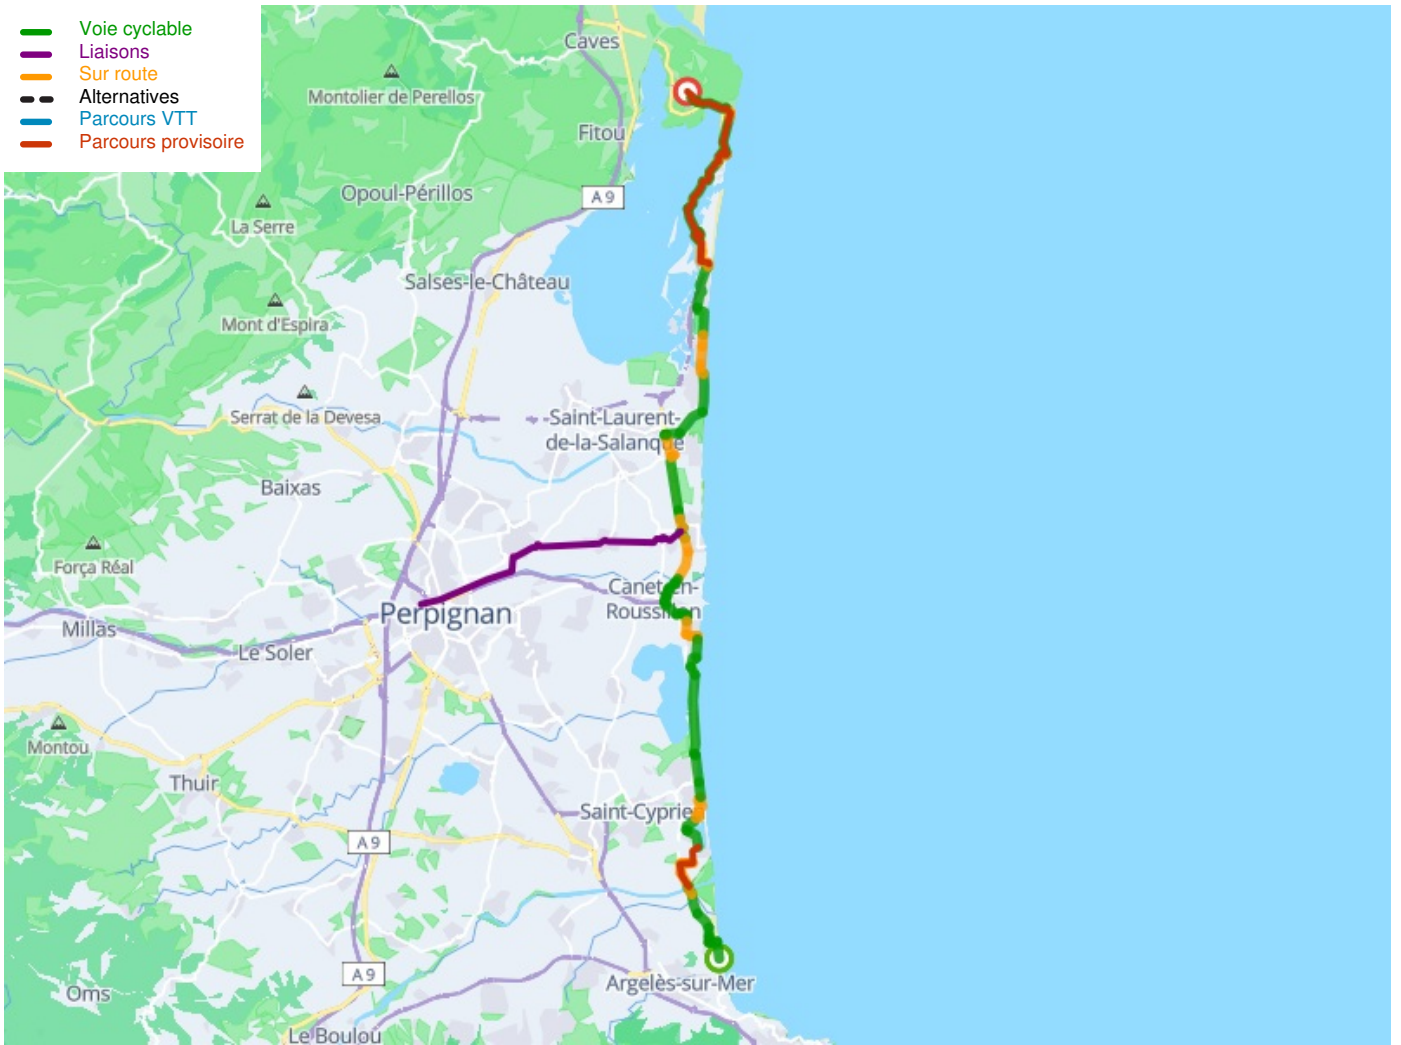 Voie cyclable
Liaisons
Sur route
Alternatives
Parcours VTT
Parcours provisoire
Caves
Montolier de Perellos
Fitou
Opoul-Périllos
A 9
La Serre
Salses-le-Château
Mont d'Espira
Serrat de la Devesa
Saint-Laurent-
de-la-Salanque
Baixas
Força Réal
Canet-en-
Roussillon
Perpignan
Millas
Le Soler
Montou
Thuir
Saint-Cyprien
A 9
A 9
Argelès-sur-Mer
Oms
Le Boulou